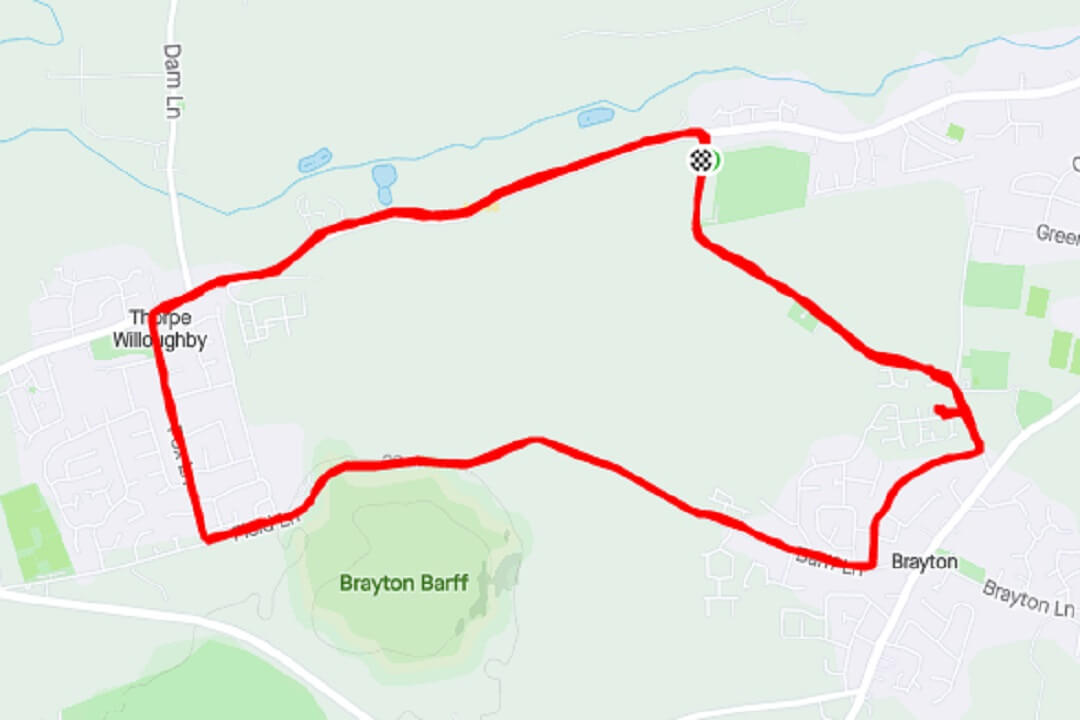 Dam Ln
Green
Thorpe
Willoughby
Fox Ln
Field Ln
Brayton Barff
Barff Ln
Brayton
Brayton Ln